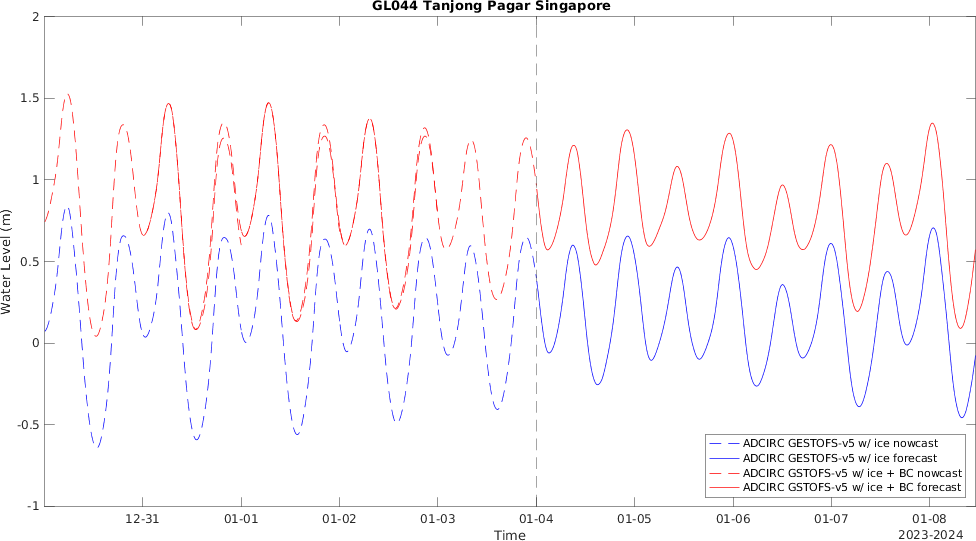 GL044 Tanjong Pagar Singapore
2
1.5
1
0.5
0
-0.5
-1
Water Level (m)
12-31
01-01
01-02
01-03
01-04
01-05
01-06
01-07
01-08
Time
2023-2024
ADCIRC GESTOFS-v5 w/ ice nowcast
ADCIRC GESTOFS-v5 w/ ice forecast
ADCIRC GSTOFS-v5 w/ ice + BC nowcast
ADCIRC GSTOFS-v5 w/ ice + BC forecast